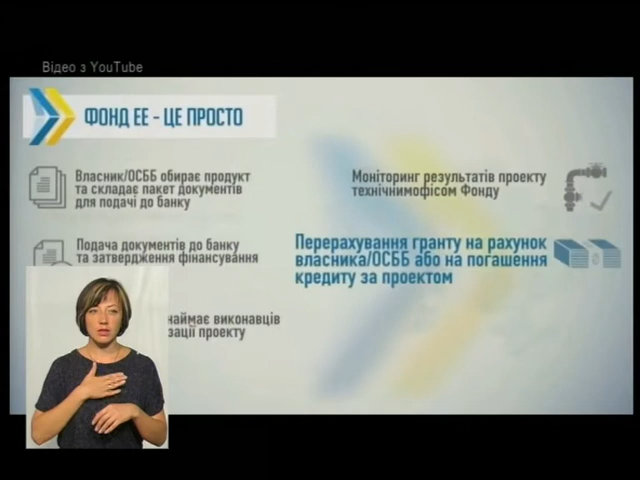 Відео з YouTube
ФОНД ЕЕ - ЦЕ ПРОСТО
Власник/ОСББ обирає продукт
та складає пакет документів
для подачі до банку
Подача документів до банку
та затвердження фінансування
наймає виконавців
зації проекту
Моніторинг результатів проекту
технічнимофісом Фонду
Перерахування гранту на рахунок
власника/ОСББ або на погашення
кредиту за проектом